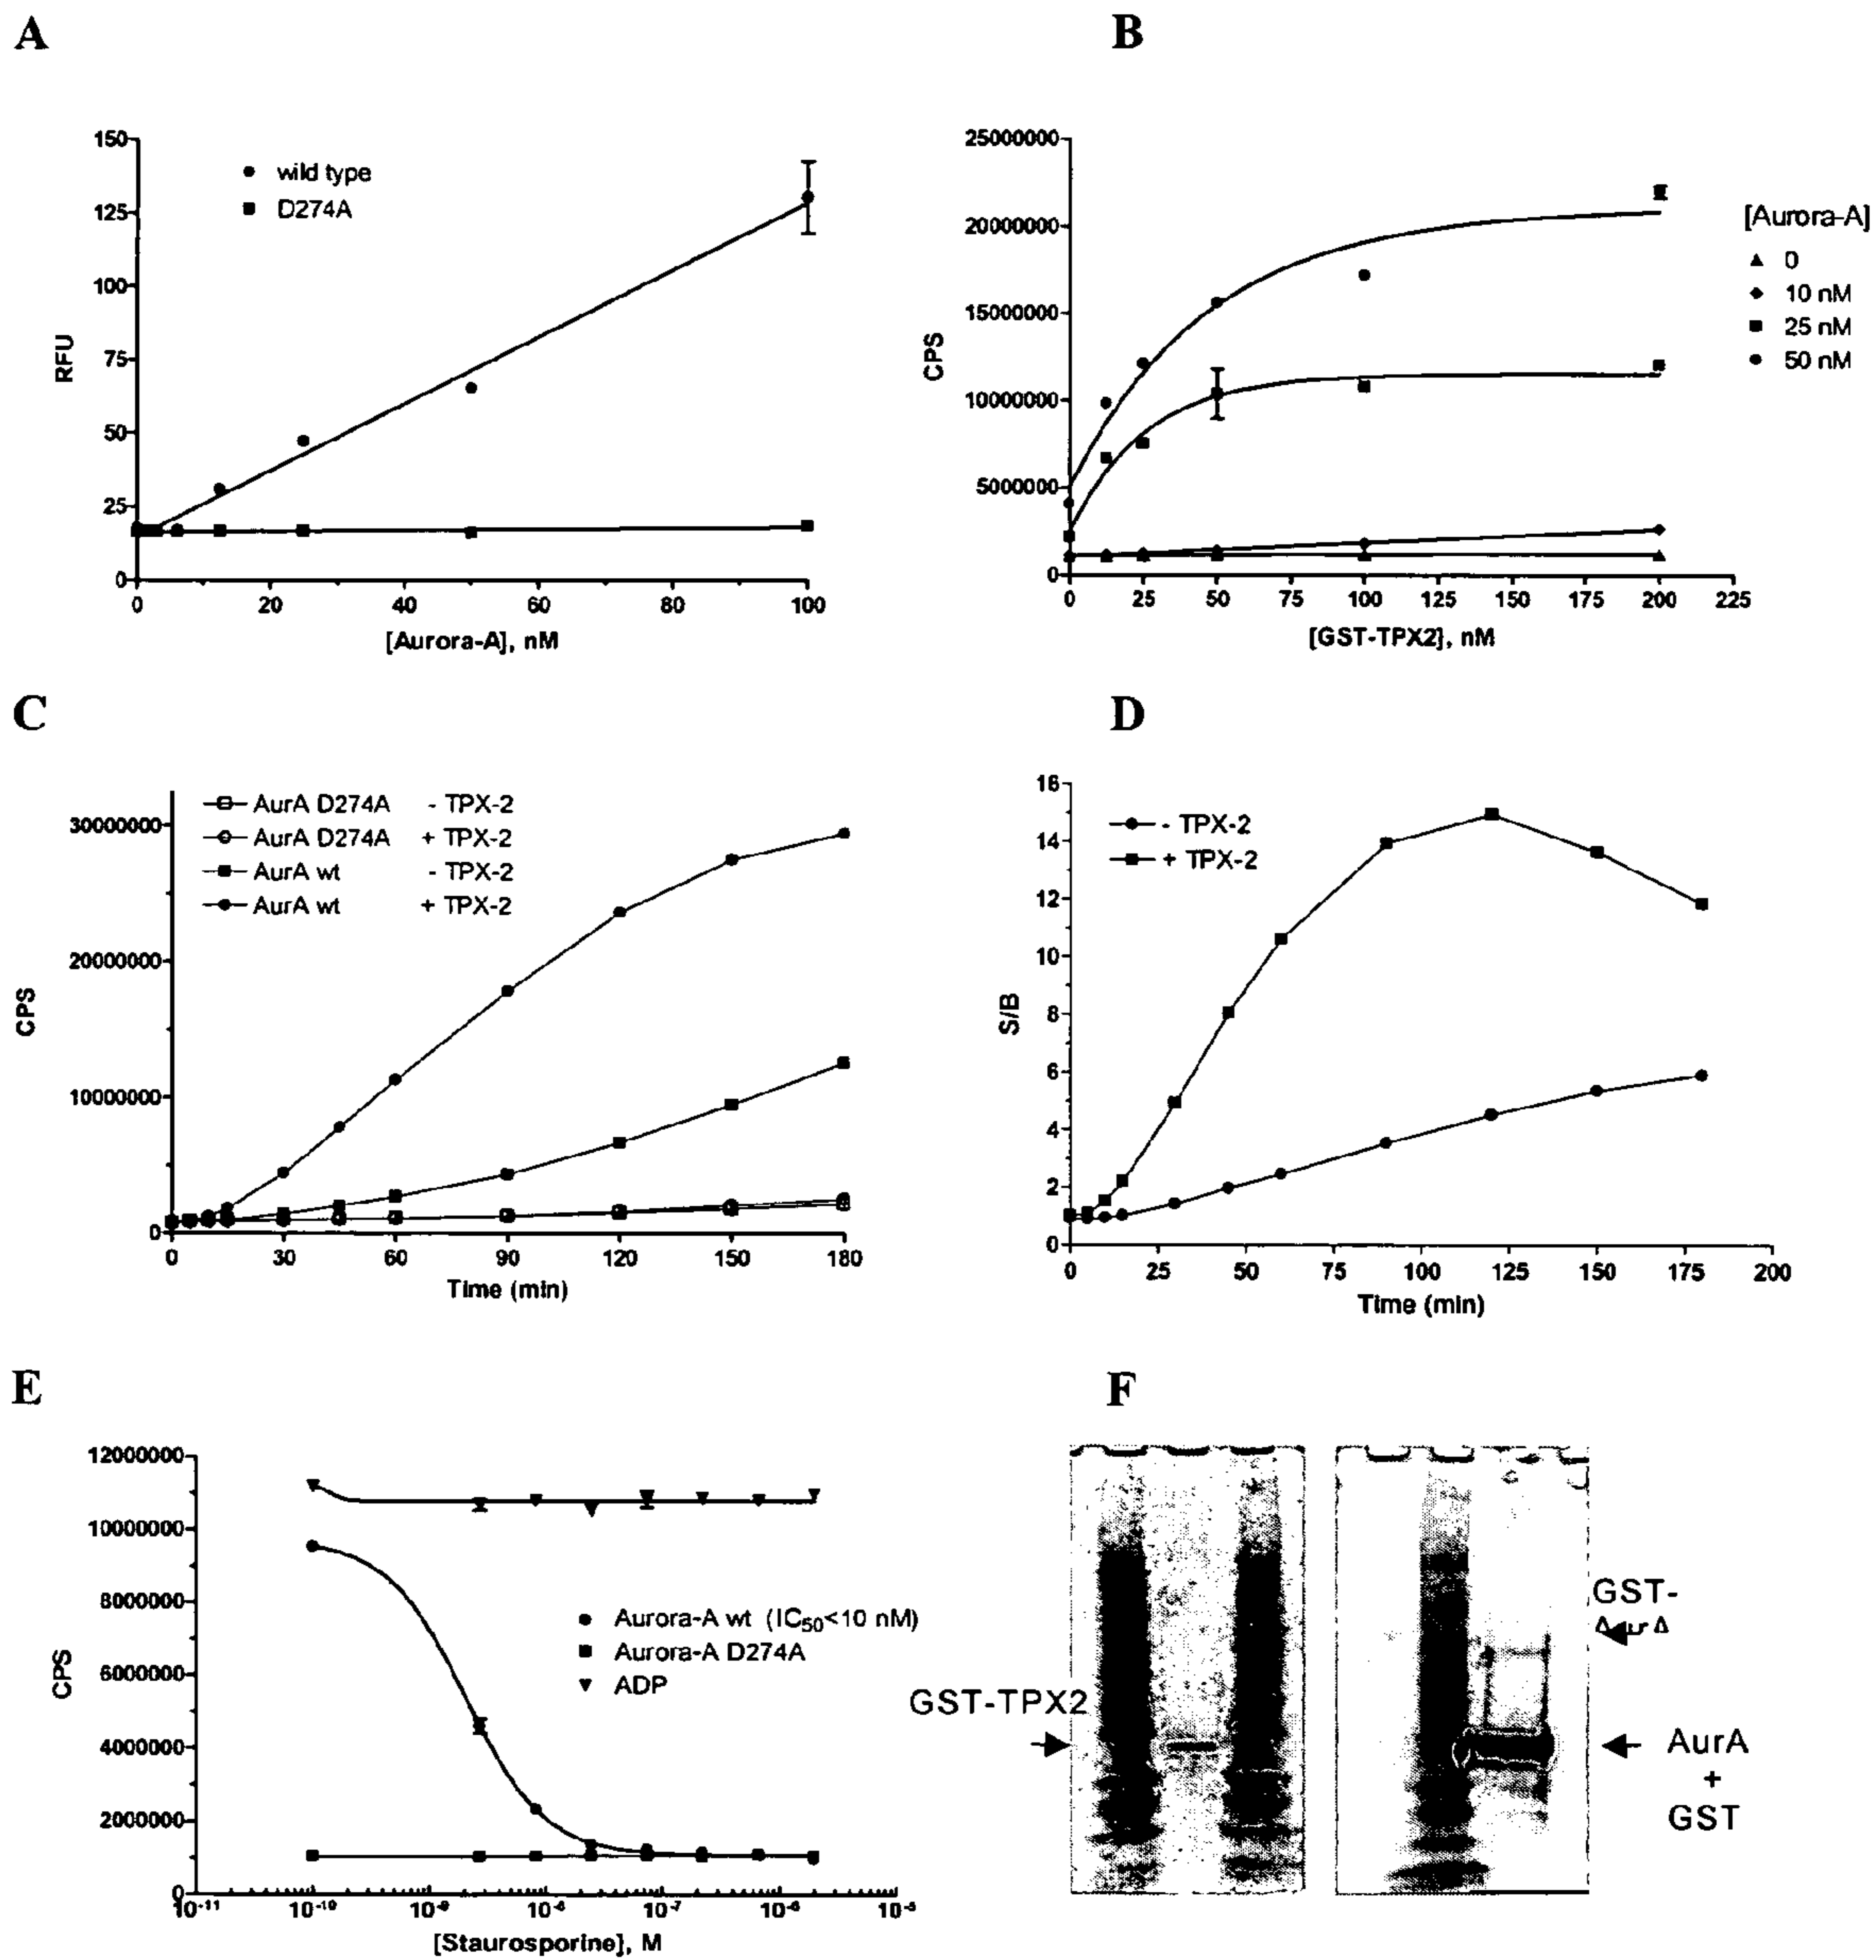 A
B
150
125
100
75
50
25
0
RFU
wild type
D274A
0 20 40 60 80 100
[Aurora-A], nM
25000000
20000000
15000000
10000000
5000000
0
CPS
[Aurora-A]
0
10 nM
25 nM
50 nM
0 25 50 75 100 125 150 175 200 225
[GST-TPX2], nM
C
D
30000000
20000000
10000000
0
CPS
AurA D274A - TPX-2
AurA D274A + TPX-2
AurA wt - TPX-2
AurA wt + TPX-2
0 30 60 90 120 150 180
Time (min)
16
14
12
10
8
6
4
2
0
S/B
- TPX-2
+ TPX-2
0 25 50 75 100 125 150 175 200
Time (min)
E
F
12000000
10000000
8000000
6000000
4000000
2000000
0
CPS
Aurora-A wt (IC50<10 nM)
Aurora-A D274A
ADP
10-11 10-10 10-9 10-8 10-7 10-6 10-5
[Staurosporine], M
GST-TPX2
GST-
AurA
AurA
+
GST